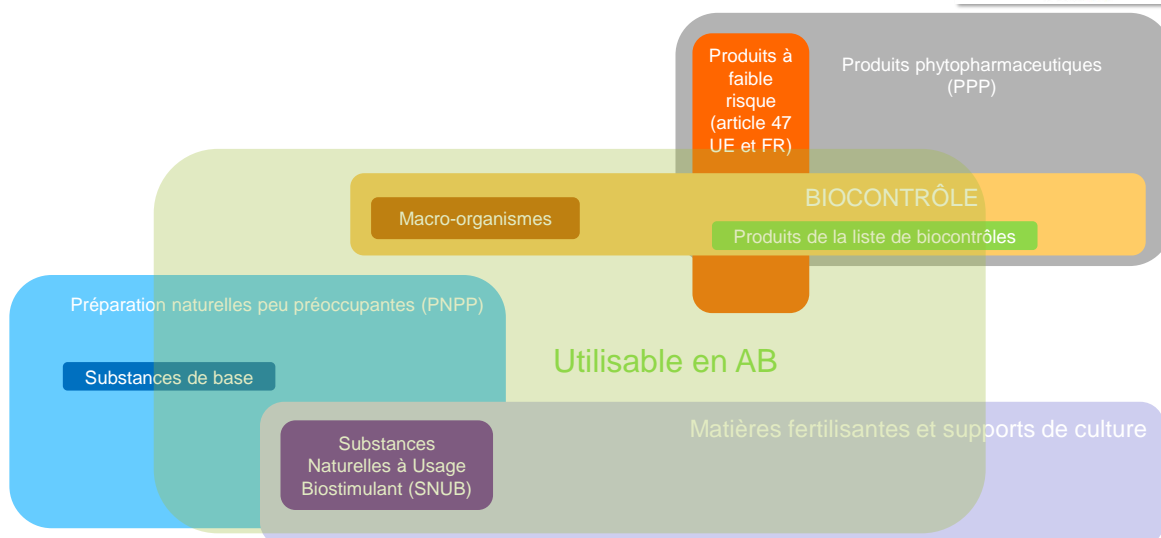 Produits à
faible
risque
(article 47
UE et FR)
Produits phytopharmaceutiques
(PPP)
BIOCONTRÔLE
Macro-organismes
Produits de la liste de biocontrôles
Préparation naturelles peu préoccupantes (PNPP)
Utilisable en AB
Substances de base
Matières fertilisantes et supports de culture
Substances
Naturelles à Usage
Biostimulant (SNUB)